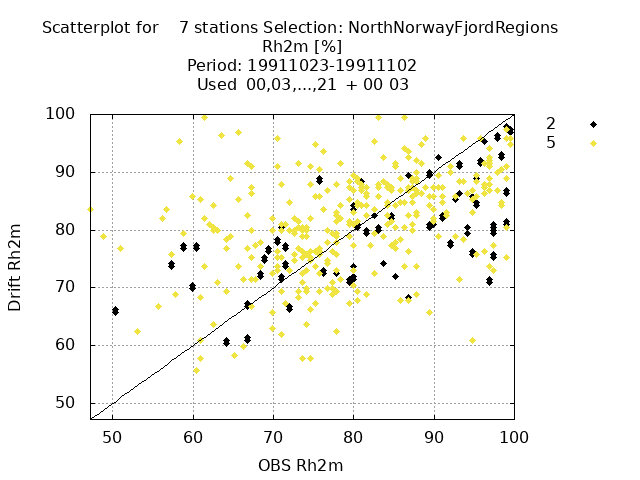 Scatterplot for 7 stations Selection: NorthNorwayFjordRegions
Rh2m [%]
Period: 19911023-19911102
Used 00,03,...,21 + 00 03
2
5
100
90
80
70
60
50
Drift Rh2m
50 60 70 80 90 100
OBS Rh2m